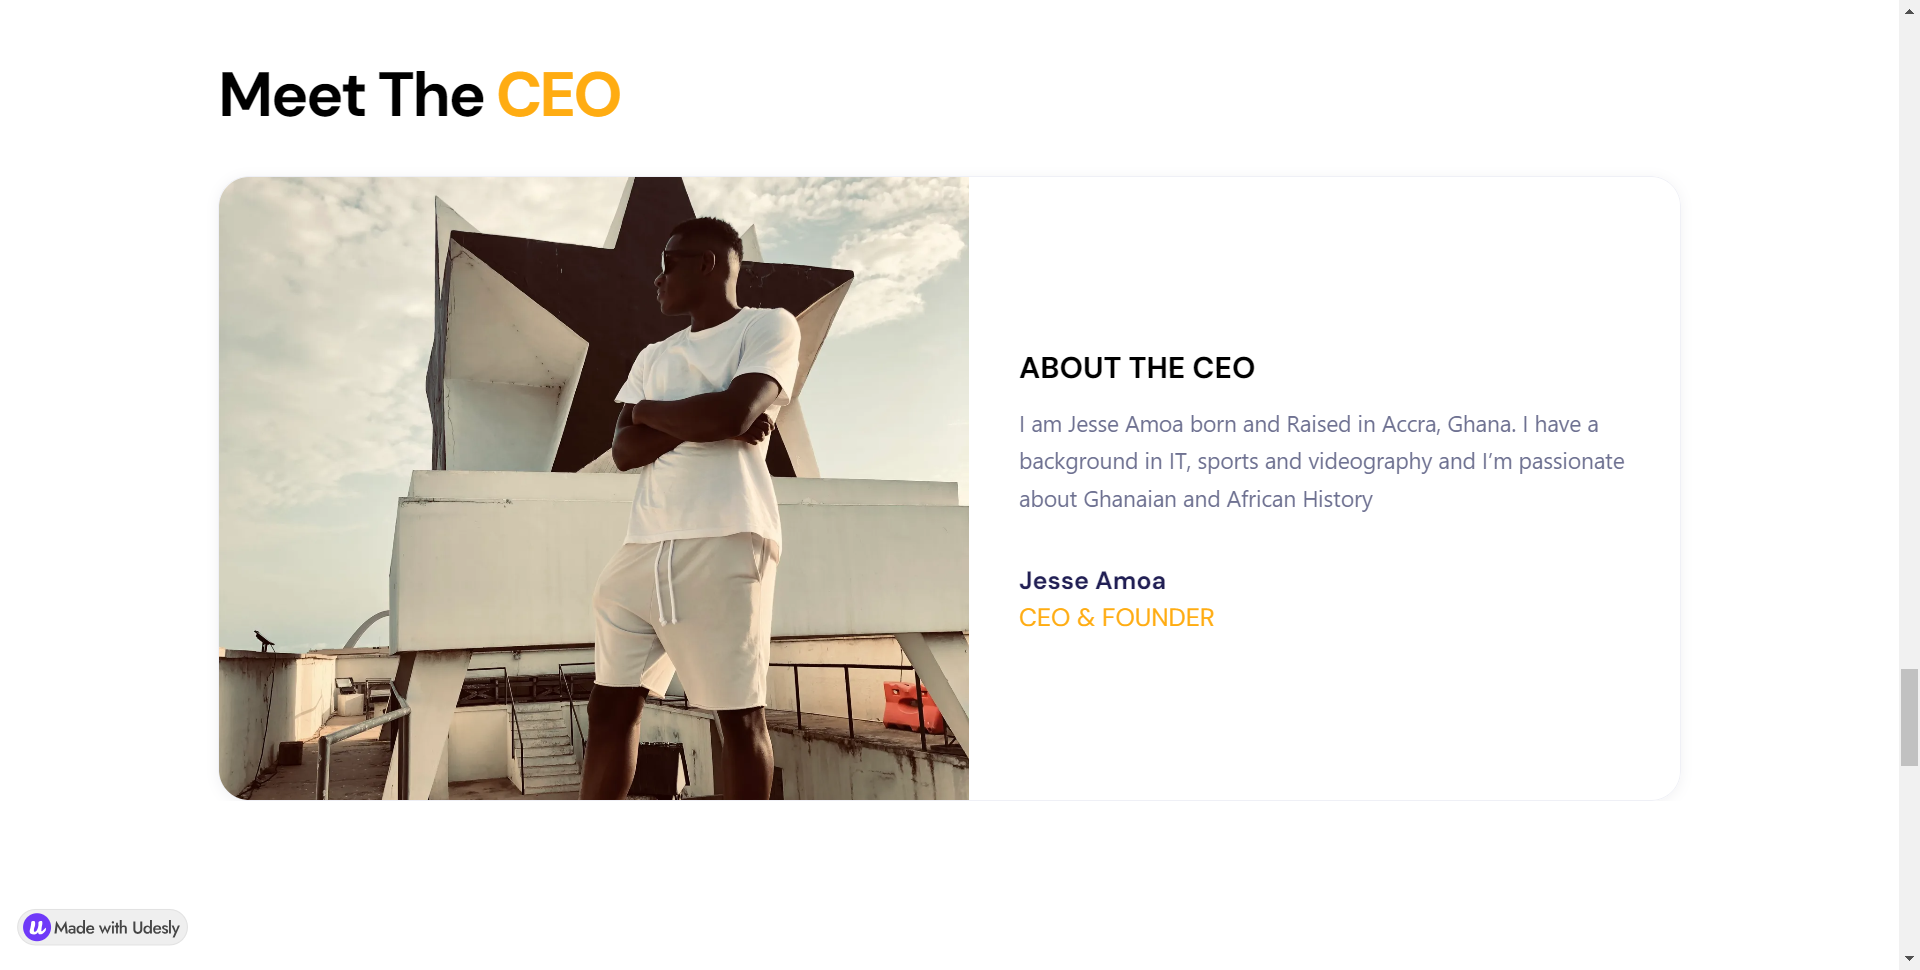 Meet The CEO
ABOUT THE CEO
I am Jesse Amoa born and Raised in Accra, Ghana. I have a
background in IT, sports and videography and I’m passionate
about Ghanaian and African History
Jesse Amoa
CEO & FOUNDER
u Made with Udesly